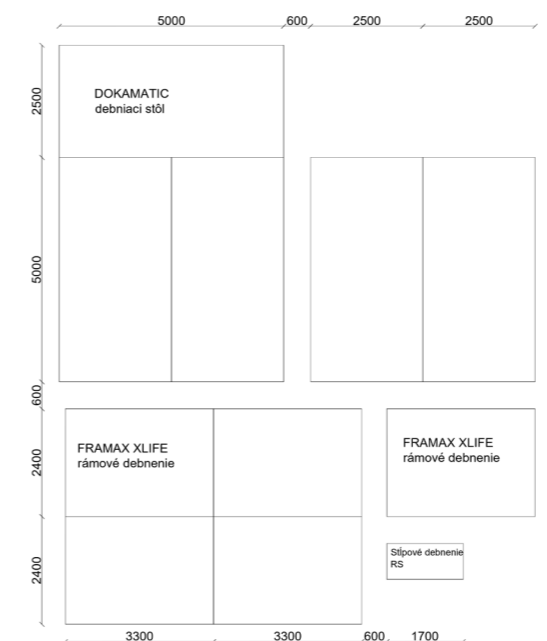 5000
600
2500
2500
2500
DOKAMATIC
debniaci stôl
5000
600
2400
FRAMAX XLIFE
rámové debnenie
FRAMAX XLIFE
rámové debnenie
2400
Stĺpové debnenie
RS
3300
3300
600
1700